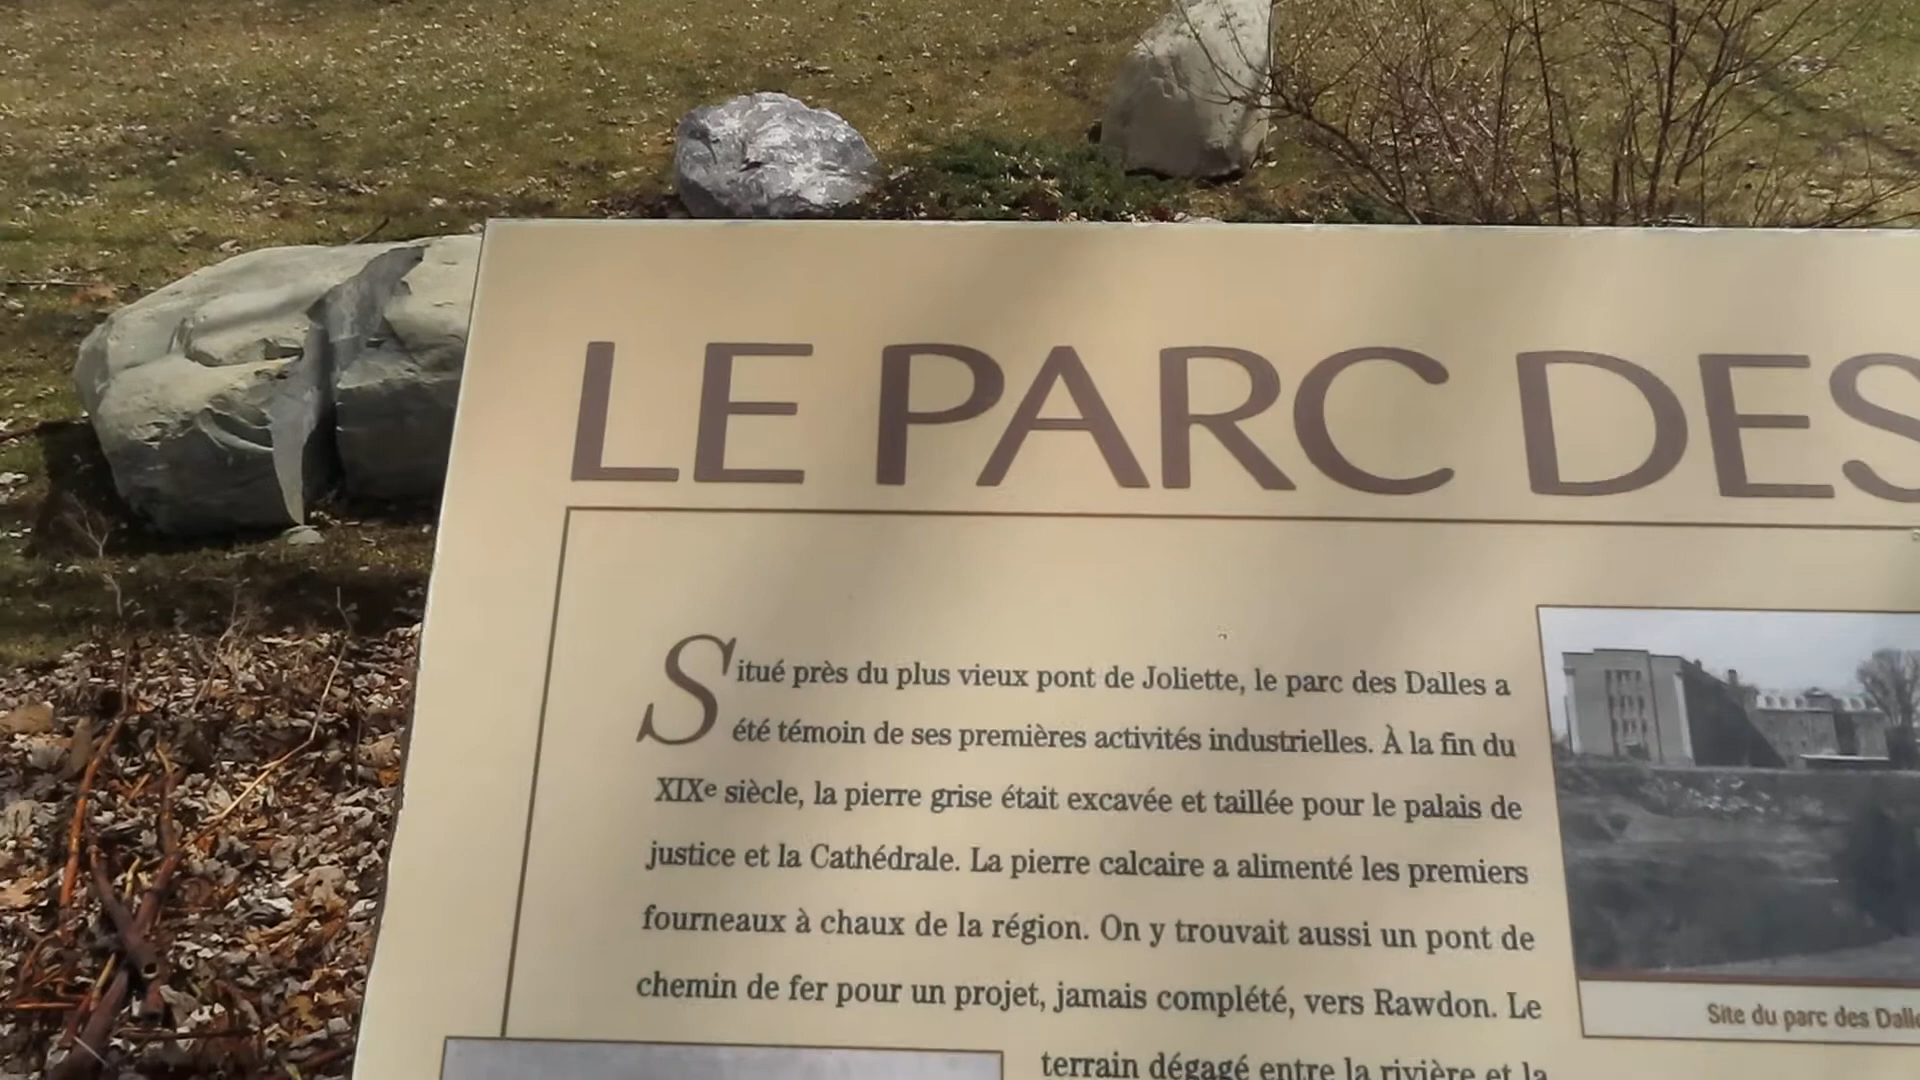 LE PARC DES
Situé près du plus vieux pont de Joliette, le parc des Dalles a
été témoin de ses premières activités industrielles. À la fin du
XIXe siècle, la pierre grise était excavée et taillée pour le palais de
justice et la Cathédrale. La pierre calcaire a alimenté les premiers
fourneaux à chaux de la région. On y trouvait aussi un pont de
chemin de fer pour un projet, jamais complété, vers Rawdon. Le
terrain dégagé entre la rivière et la
Site du parc des Dalle